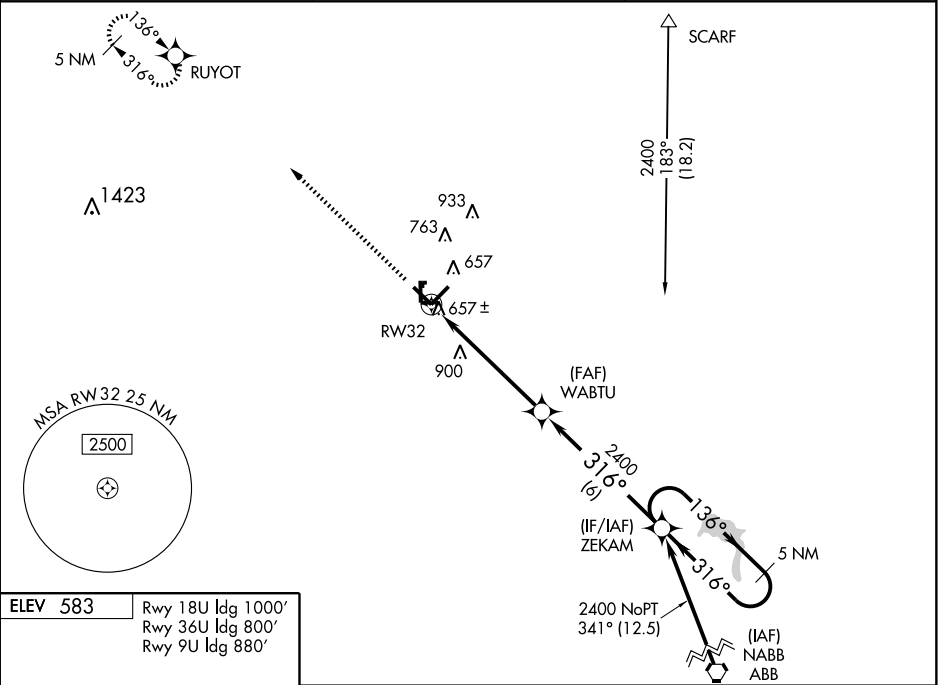 136°
5 NM
316°
RUYOT
SCARF
2400
183°
(18.2)
1423
933
763
657
657 ±
RW32
900
(FAF)
WABTU
MSA RW32 25 NM
2500
2400
316°
(6)
(IF/IAF)
ZEKAM
136°
316°
5 NM
2400 NoPT
341° (12.5)
(IAF)
NABB
ABB
ELEV 583
Rwy 18U ldg 1000'
Rwy 36U ldg 800'
Rwy 9U ldg 880'